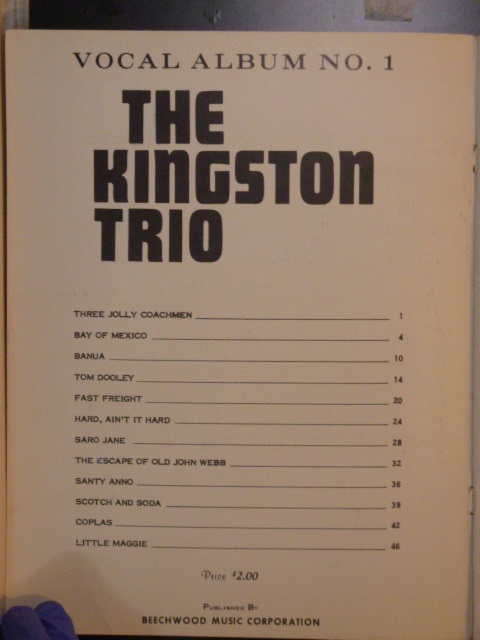 VOCAL ALBUM NO. 1
THE
KINGSTON
TRIO
THREE JOLLY COACHMEN 1
BAY OF MEXICO 4
BANUA 10
TOM DOOLEY 14
FAST FREIGHT 20
HARD, AIN'T IT HARD 24
SARO JANE 28
THE ESCAPE OF OLD JOHN WEBB 32
SANTY ANNO 36
SCOTCH AND SODA 39
COPLAS 42
LITTLE MAGGIE 46
Price $2.00
PUBLISHED BY
BEECHWOOD MUSIC CORPORATION